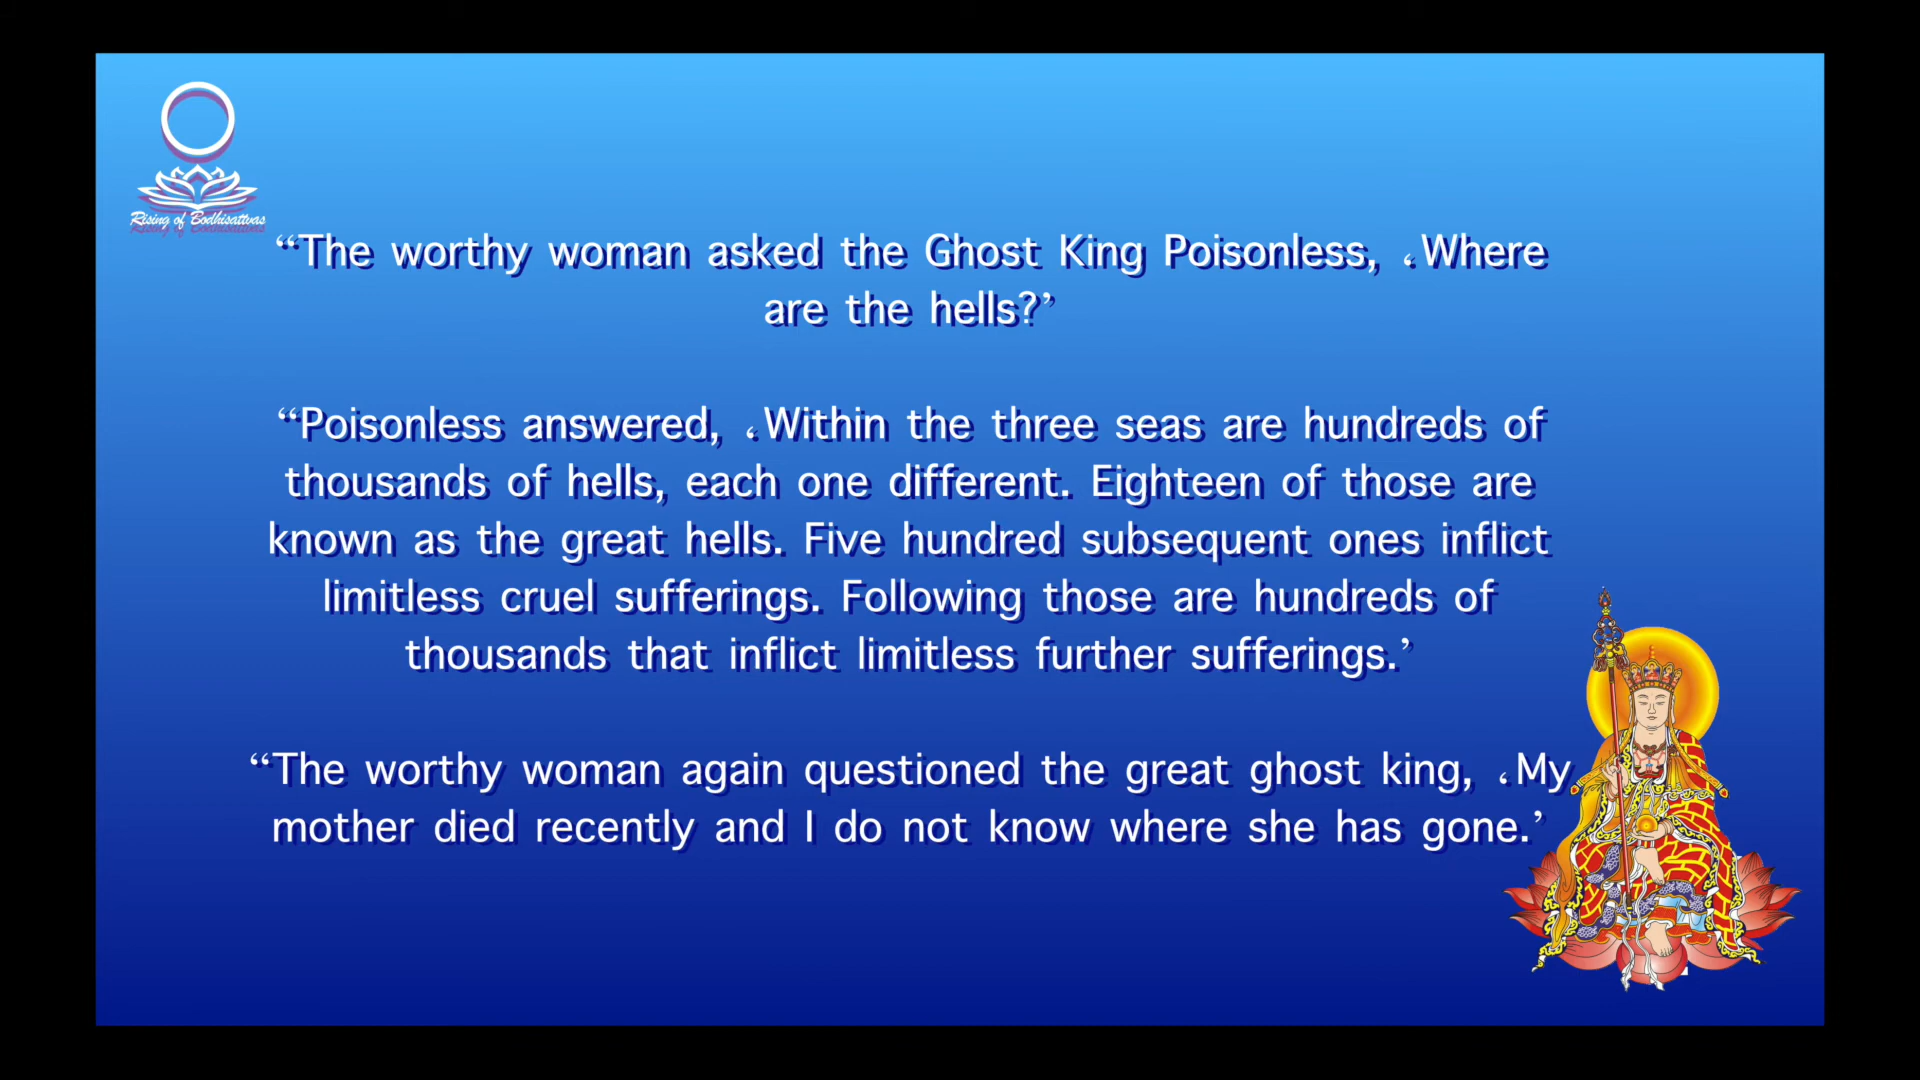 Rising of Bodhisattvas
“The worthy woman asked the Ghost King Poisonless, ‘Where
are the hells?’
“Poisonless answered, ‘Within the three seas are hundreds of
thousands of hells, each one different. Eighteen of those are
known as the great hells. Five hundred subsequent ones inflict
limitless cruel sufferings. Following those are hundreds of
thousands that inflict limitless further sufferings.’
“The worthy woman again questioned the great ghost king, ‘My
mother died recently and I do not know where she has gone.’